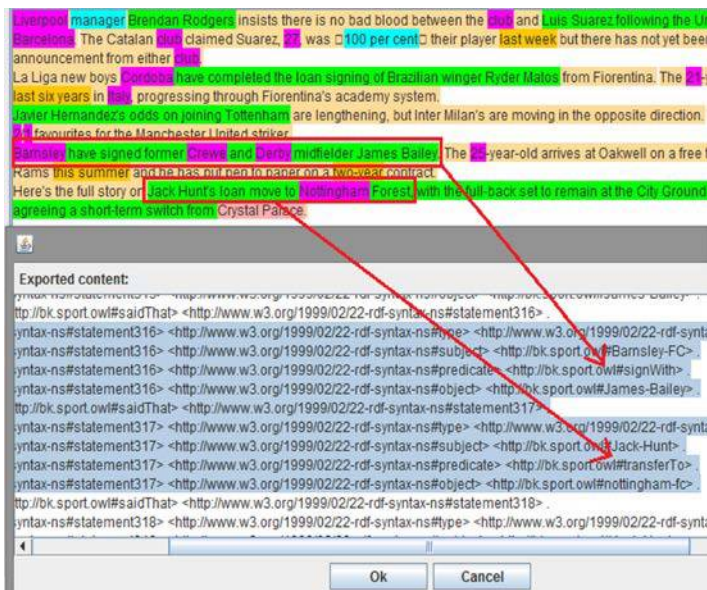 Liverpool manager Brendan Rodgers insists there is no bad blood between the club and Luis Suarez following the
Barcelona. The Catalan club claimed Suarez, 27, was □100 per cent□ their player last week but there has not yet been
announcement from either club.
La Liga new boys Cordoba have completed the loan signing of Brazilian winger Ryder Matos from Fiorentina. The 21-
last six years in Italy, progressing through Fiorentina's academy system.
Javier Hernandez's odds on joining Tottenham are lengthening, but Inter Milan's are moving in the opposite direction.
2/1 favourites for the Manchester United striker.
Barnsley have signed former Crewe and Derby midfielder James Bailey. The 25-year-old arrives at Oakwell on a free
Rams this summer and he has put pen to paper on a two-year contract.
Here's the full story on Jack Hunt's loan move to Nottingham Forest, with the full-back set to remain at the City Ground
agreeing a short-term switch from Crystal Palace.
Exported content:
ttp://bk.sport.owl#saidThat> <http://www.w3.org/1999/02/22-rdf-syntax-ns#statement316> .
syntax-ns#statement316> <http://www.w3.org/1999/02/22-rdf-syntax-ns#type> <http://www.w3.org/1999/02/22-rdf-synta
syntax-ns#statement316> <http://www.w3.org/1999/02/22-rdf-syntax-ns#subject> <http://bk.sport.owl#Barnsley-FC> .
syntax-ns#statement316> <http://www.w3.org/1999/02/22-rdf-syntax-ns#predicate> <http://bk.sport.owl#signWith> .
syntax-ns#statement316> <http://www.w3.org/1999/02/22-rdf-syntax-ns#object> <http://bk.sport.owl#James-Bailey> .
ttp://bk.sport.owl#saidThat> <http://www.w3.org/1999/02/22-rdf-syntax-ns#statement317> .
syntax-ns#statement317> <http://www.w3.org/1999/02/22-rdf-syntax-ns#type> <http://www.w3.org/1999/02/22-rdf-synta
syntax-ns#statement317> <http://www.w3.org/1999/02/22-rdf-syntax-ns#subject> <http://bk.sport.owl#Jack-Hunt> .
syntax-ns#statement317> <http://www.w3.org/1999/02/22-rdf-syntax-ns#predicate> <http://bk.sport.owl#transferTo> .
syntax-ns#statement317> <http://www.w3.org/1999/02/22-rdf-syntax-ns#object> <http://bk.sport.owl#nottingham-fc> .
ttp://bk.sport.owl#saidThat> <http://www.w3.org/1999/02/22-rdf-syntax-ns#statement318> .
syntax-ns#statement318> <http://www.w3.org/1999/02/22-rdf-syntax-ns#type> <http://www.w3.org/1999/02/22-rdf-synta
Ok Cancel